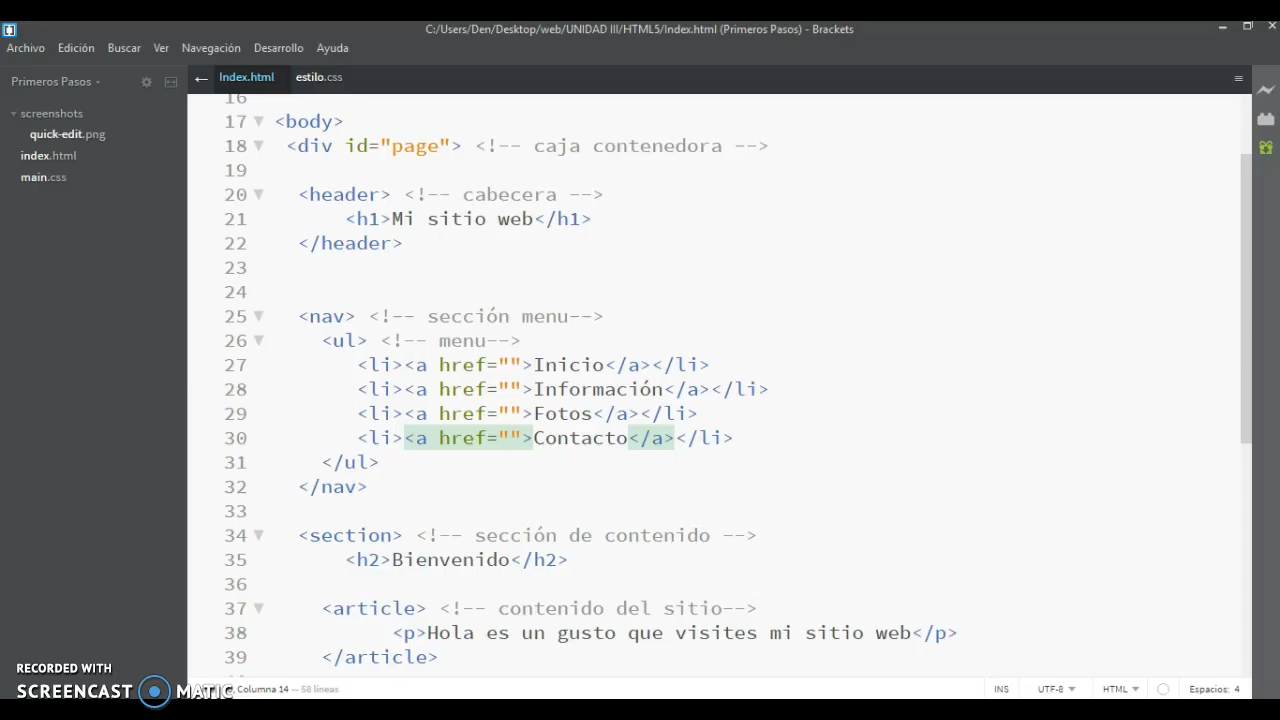 C:/Users/Den/Desktop/web/UNIDAD III/HTML5/Index.html (Primeros Pasos) - Brackets
Archivo Edición Buscar Ver Navegación Desarrollo Ayuda
Primeros Pasos
Index.html estilo.css
screenshots
quick-edit.png
index.html
main.css
16
17 <body>
18 <div id="page"> <!-- caja contenedora -->
19
20 <header> <!-- cabecera -->
21 <h1>Mi sitio web</h1>
22 </header>
23
24
25 <nav> <!-- sección menu-->
26 <ul> <!-- menu-->
27 <li><a href="">Inicio</a></li>
28 <li><a href="">Información</a></li>
29 <li><a href="">Fotos</a></li>
30 <li><a href="">Contacto</a></li>
31 </ul>
32 </nav>
33
34 <section> <!-- sección de contenido -->
35 <h2>Bienvenido</h2>
36
37 <article> <!-- contenido del sitio-->
38 <p>Hola es un gusto que visites mi sitio web</p>
39 </article>
Columna 14 — 58 líneas INS UTF-8 HTML Espacios: 4
RECORDED WITH
SCREENCAST MATIC